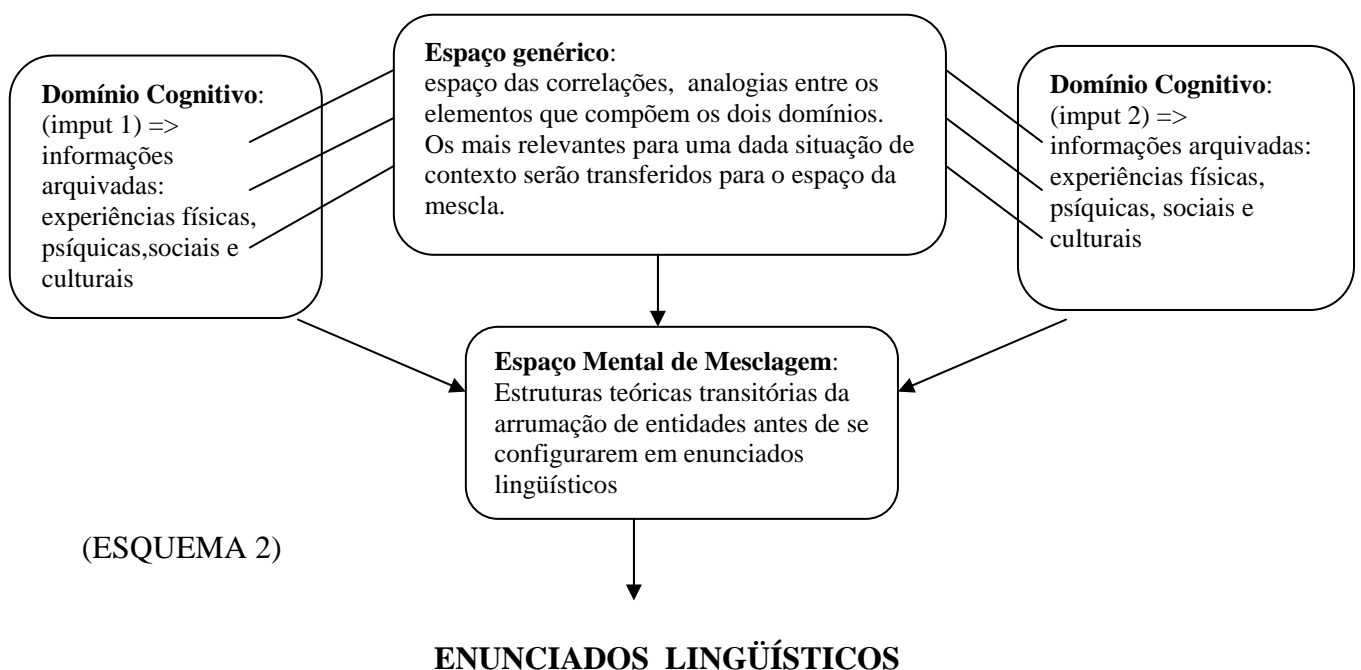 Domínio Cognitivo:
(imput 1) =>
informações
arquivadas:
experiências físicas,
psíquicas,sociais e
culturais
Espaço genérico:
espaço das correlações, analogias entre os
elementos que compõem os dois domínios.
Os mais relevantes para uma dada situação de
contexto serão transferidos para o espaço da
mescla.
Domínio Cognitivo:
(imput 2) =>
informações arquivadas:
experiências físicas,
psíquicas, sociais e
culturais
Espaço Mental de Mesclagem:
Estruturas teóricas transitórias da
arrumação de entidades antes de se
configurarem em enunciados
lingüísticos
(ESQUEMA 2)
ENUNCIADOS LINGÜÍSTICOS